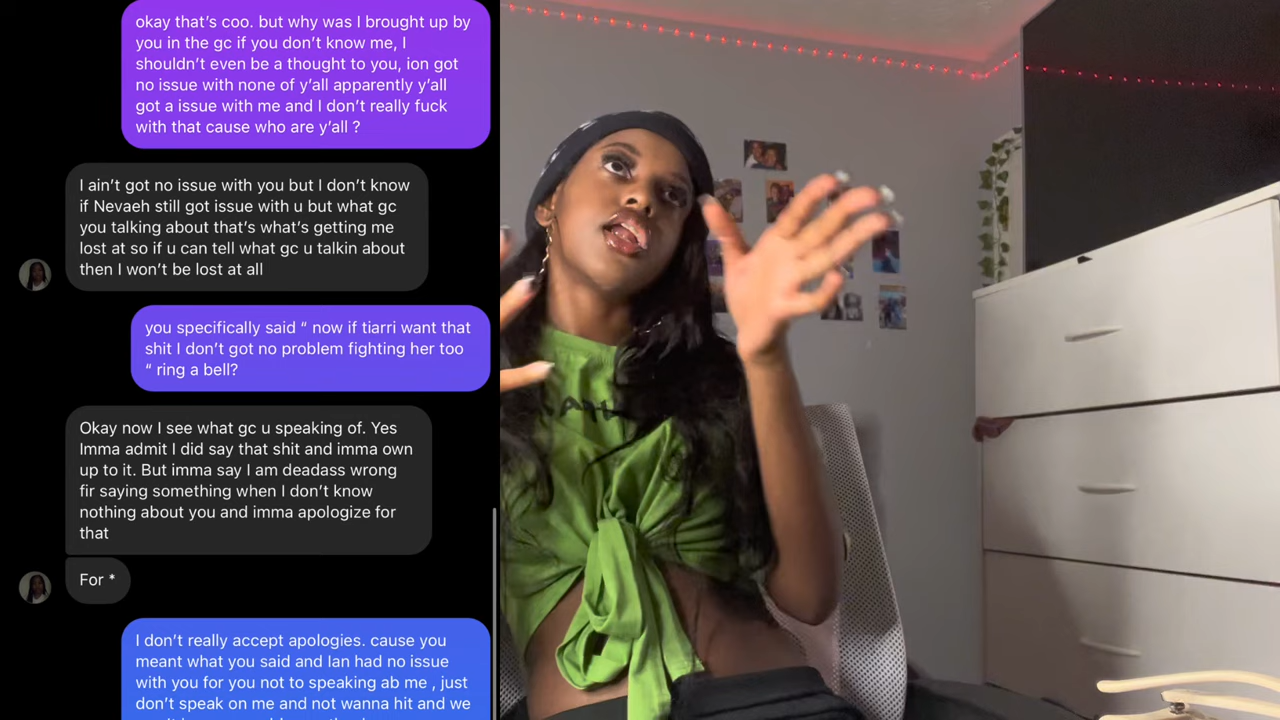 okay that's coo. but why was I brought up by
you in the gc if you don't know me, I
shouldn't even be a thought to you, ion got
no issue with none of y'all apparently y'all
got a issue with me and I don't really fuck
with that cause who are y'all ?
I ain't got no issue with you but I don't know
if Nevaeh still got issue with u but what gc
you talking about that's what's getting me
lost at so if u can tell what gc u talkin about
then I won't be lost at all
you specifically said “ now if tiarri want that
shit I don't got no problem fighting her too
“ ring a bell?
Okay now I see what gc u speaking of. Yes
Imma admit I did say that shit and imma own
up to it. But imma say I am deadass wrong
fir saying something when I don't know
nothing about you and imma apologize for
that
For *
I don't really accept apologies. cause you
meant what you said and Ian had no issue
with you for you not to speaking ab me , just
don't speak on me and not wanna hit and we